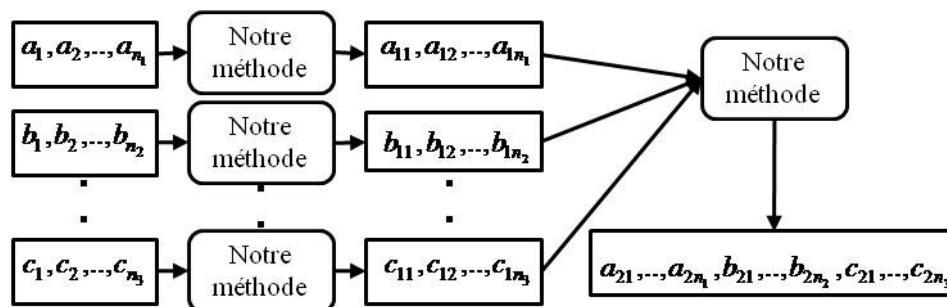 a₁, a₂,..., aₙ₁
Notre
méthode
a₁₁, a₁₂,..., a₁ₙ₁
Notre
méthode
b₁, b₂,..., bₙ₂
Notre
méthode
b₁₁, b₁₂,..., b₁ₙ₂
c₁, c₂,..., cₙ₃
Notre
méthode
c₁₁, c₁₂,..., c₁ₙ₃
a₂₁,..., a₂ₙ₁, b₂₁,..., b₂ₙ₂, c₂₁,..., c₂ₙ₃